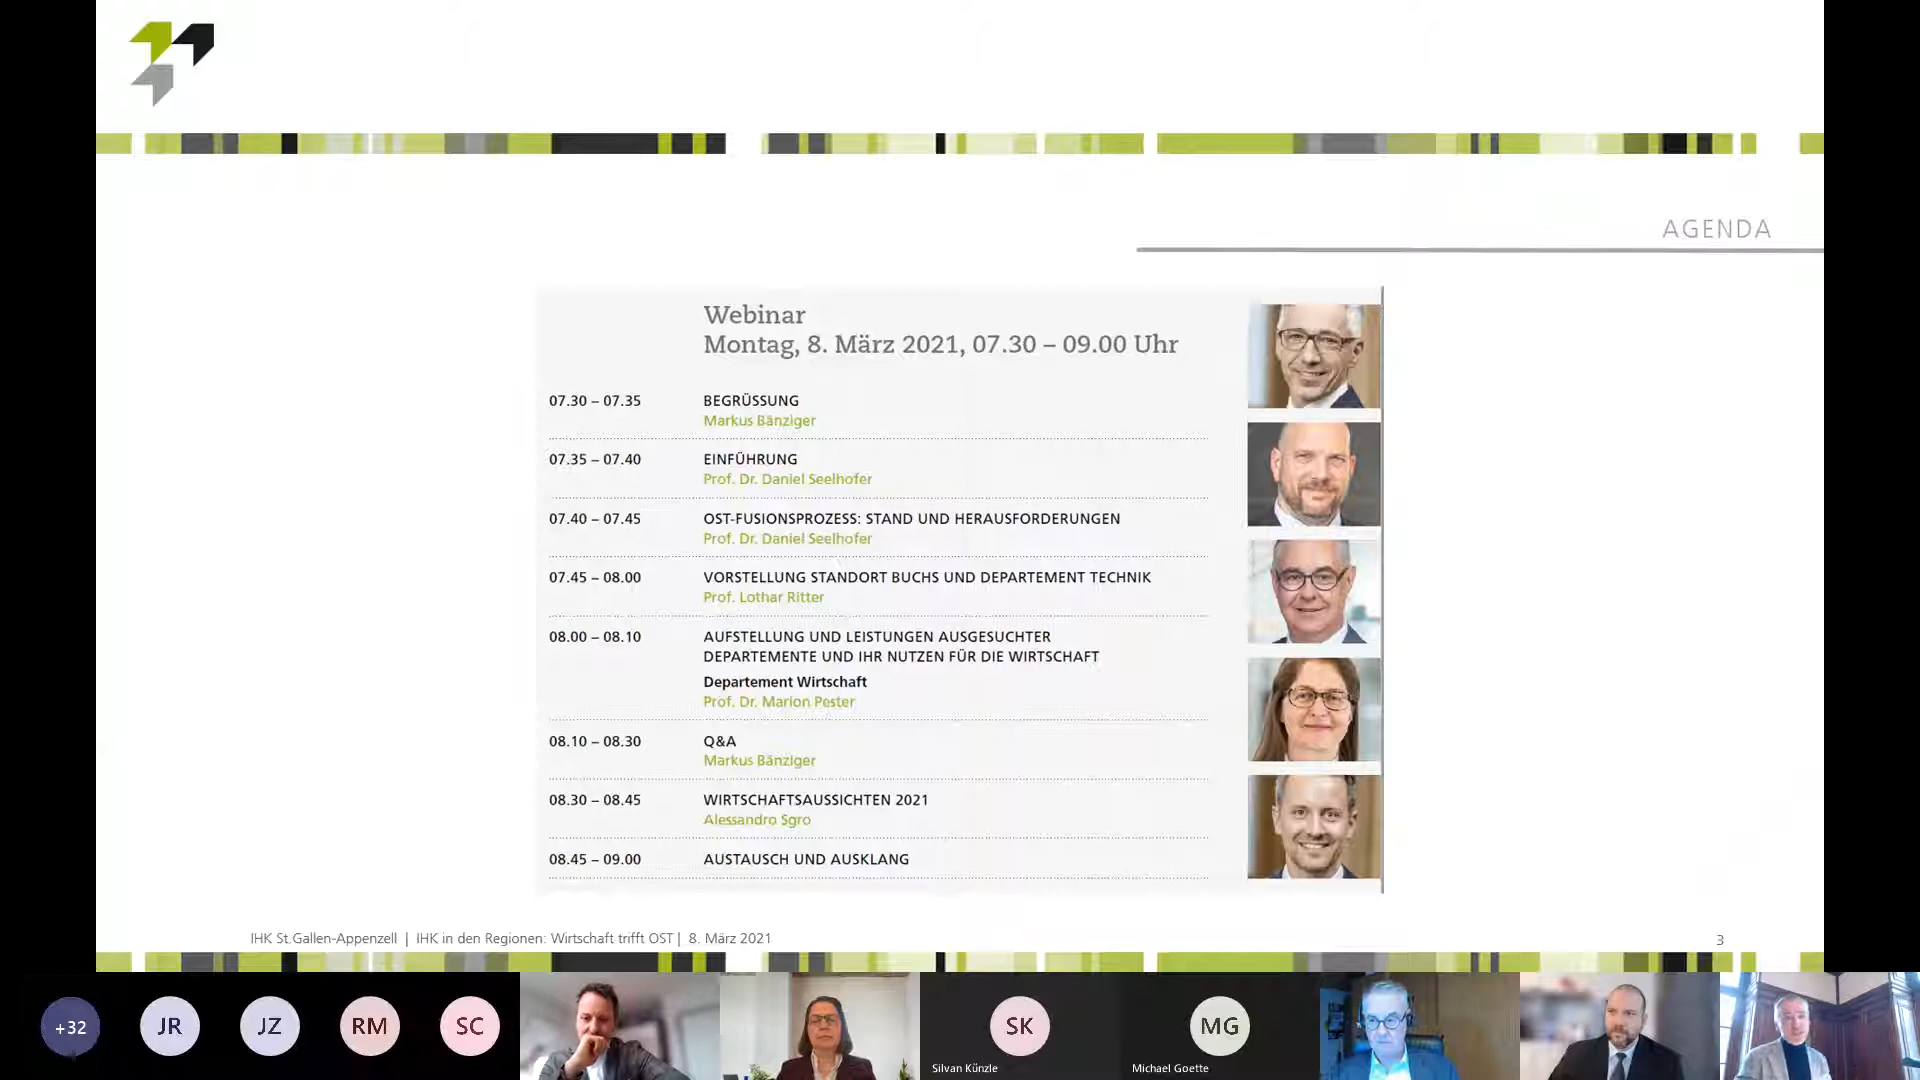 AGENDA
Webinar
Montag, 8. März 2021, 07.30 – 09.00 Uhr
07.30 – 07.35 BEGRÜSSUNG
Markus Bänziger
07.35 – 07.40 EINFÜHRUNG
Prof. Dr. Daniel Seelhofer
07.40 – 07.45 OST-FUSIONSPROZESS: STAND UND HERAUSFORDERUNGEN
Prof. Dr. Daniel Seelhofer
07.45 – 08.00 VORSTELLUNG STANDORT BUCHS UND DEPARTEMENT TECHNIK
Prof. Lothar Ritter
08.00 – 08.10 AUFSTELLUNG UND LEISTUNGEN AUSGESUCHTER
DEPARTEMENTE UND IHR NUTZEN FÜR DIE WIRTSCHAFT
Departement Wirtschaft
Prof. Dr. Marion Pester
08.10 – 08.30 Q&A
Markus Bänziger
08.30 – 08.45 WIRTSCHAFTSAUSSICHTEN 2021
Alessandro Sgro
08.45 – 09.00 AUSTAUSCH UND AUSKLANG
IHK St.Gallen-Appenzell | IHK in den Regionen: Wirtschaft trifft OST | 8. März 2021 3
+32 JR JZ RM SC SK MG
Silvan Künzle Michael Goette